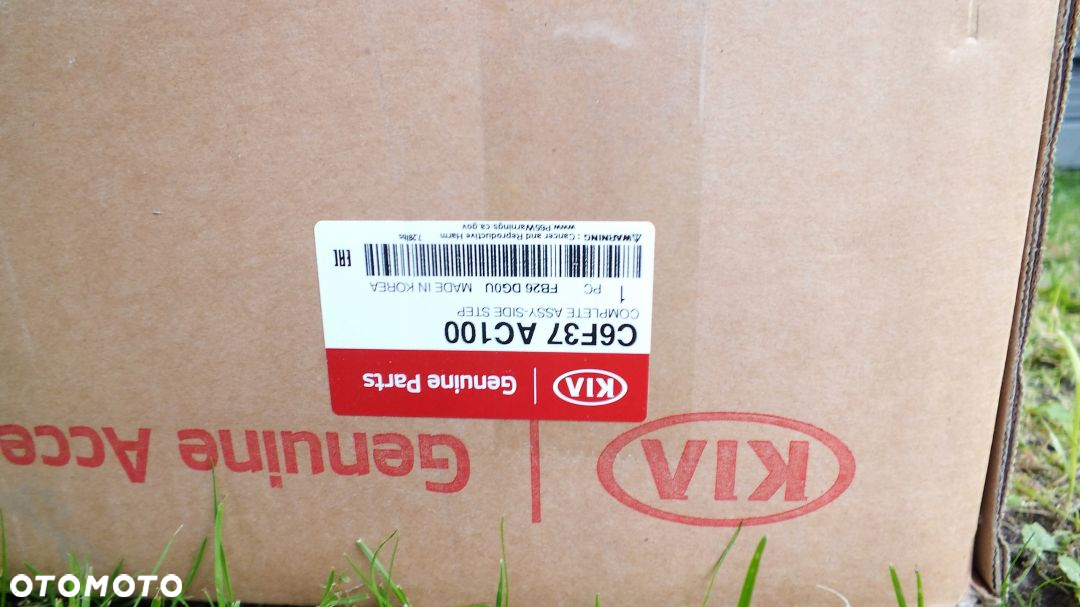 KIA Genuine Parts
C6F37 AC100
COMPLETE ASSY-SIDE STEP
1 PC FB26 DG0U MADE IN KOREA
EAC
⚠WARNING : Cancer and Reproductive Harm 7.28lbs
www.P65Warnings.ca.gov
KIA Genuine Acce
OTOMOTO